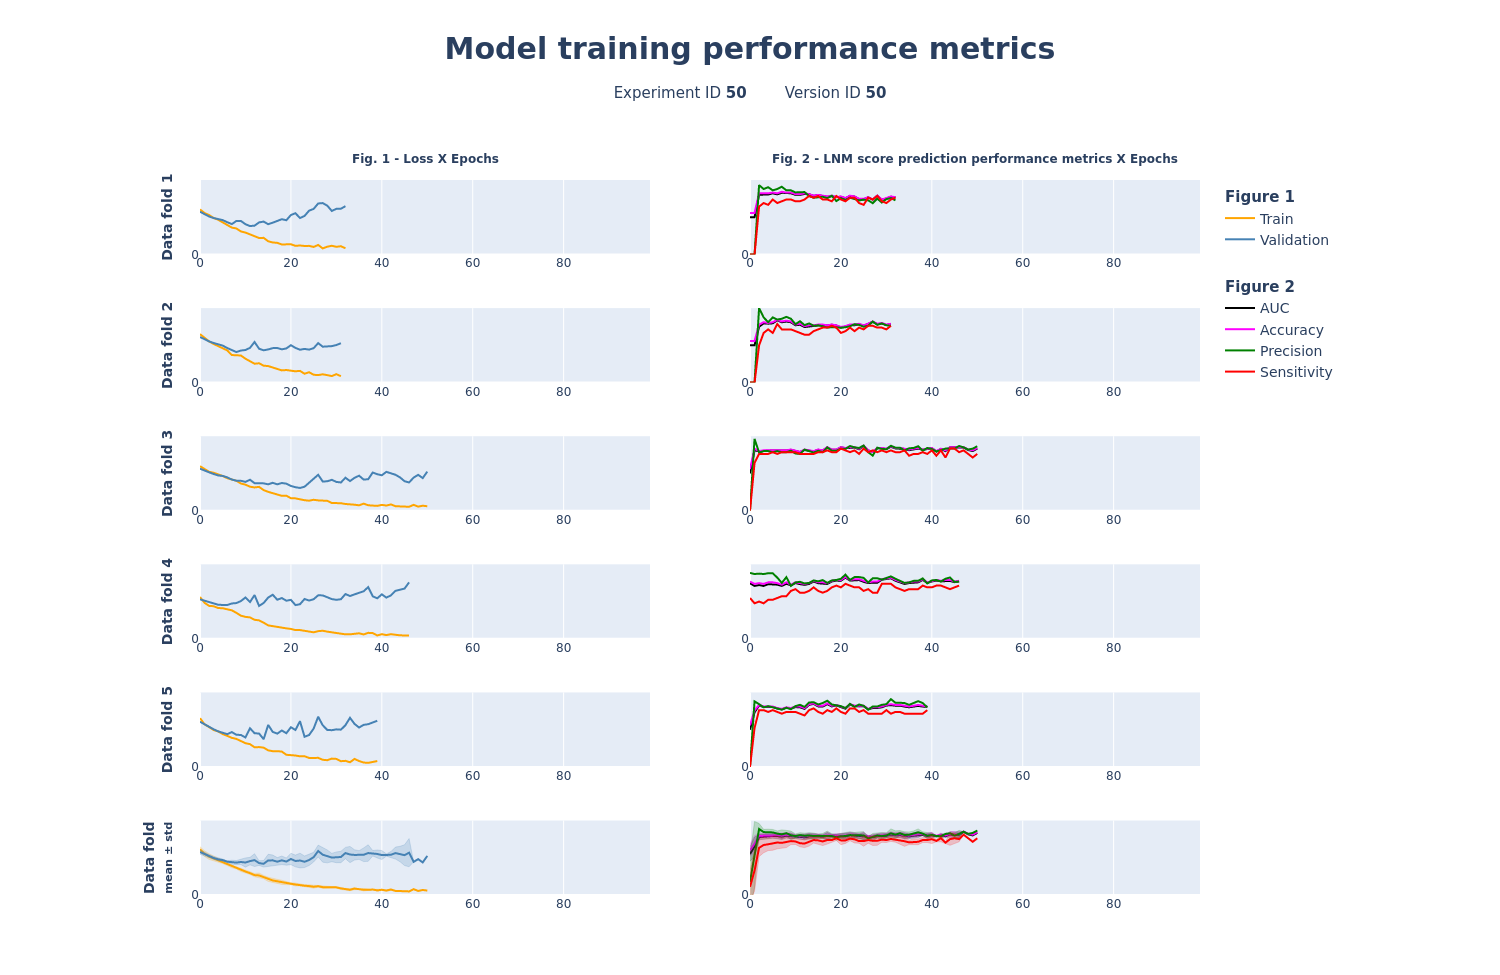 Model training performance metrics
Experiment ID 50 Version ID 50
Fig. 1 - Loss X Epochs
Fig. 2 - LNM score prediction performance metrics X Epochs
Data fold 1
0
0 20 40 60 80
0
0 20 40 60 80
Figure 1
Train
Validation
Figure 2
AUC
Accuracy
Precision
Sensitivity
Data fold 2
0
0 20 40 60 80
0
0 20 40 60 80
Data fold 3
0
0 20 40 60 80
0
0 20 40 60 80
Data fold 4
0
0 20 40 60 80
0
0 20 40 60 80
Data fold 5
0
0 20 40 60 80
0
0 20 40 60 80
Data fold
mean ± std
0
0 20 40 60 80
0
0 20 40 60 80